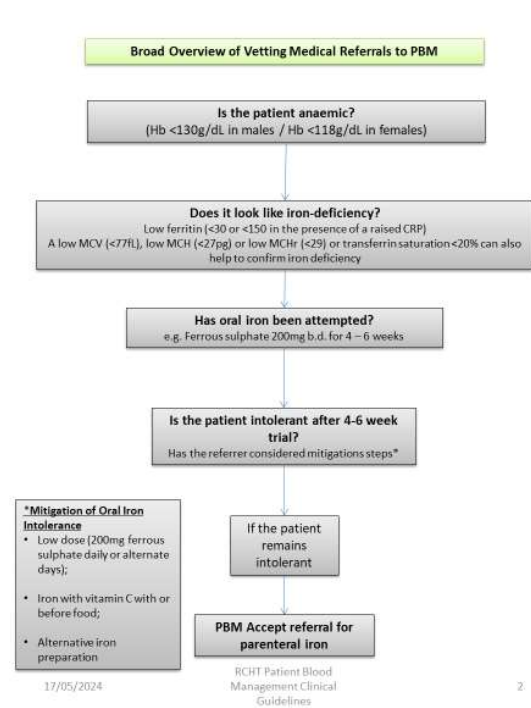 Broad Overview of Vetting Medical Referrals to PBM
Is the patient anaemic?
(Hb <130g/dL in males / Hb <118g/dL in females)
Does it look like iron-deficiency?
Low ferritin (<30 or <150 in the presence of a raised CRP)
A low MCV (<77fL), low MCH (<27pg) or low MCHr (<29) or transferrin saturation <20% can also
help to confirm iron deficiency
Has oral iron been attempted?
e.g. Ferrous sulphate 200mg b.d. for 4 – 6 weeks
Is the patient intolerant after 4-6 week
trial?
Has the referrer considered mitigations steps*
*Mitigation of Oral Iron
Intolerance
• Low dose (200mg ferrous
sulphate daily or alternate
days);
• Iron with vitamin C with or
before food;
• Alternative iron
preparation
If the patient
remains
intolerant
PBM Accept referral for
parenteral iron
17/05/2024
RCHT Patient Blood
Management Clinical
Guidelines
2